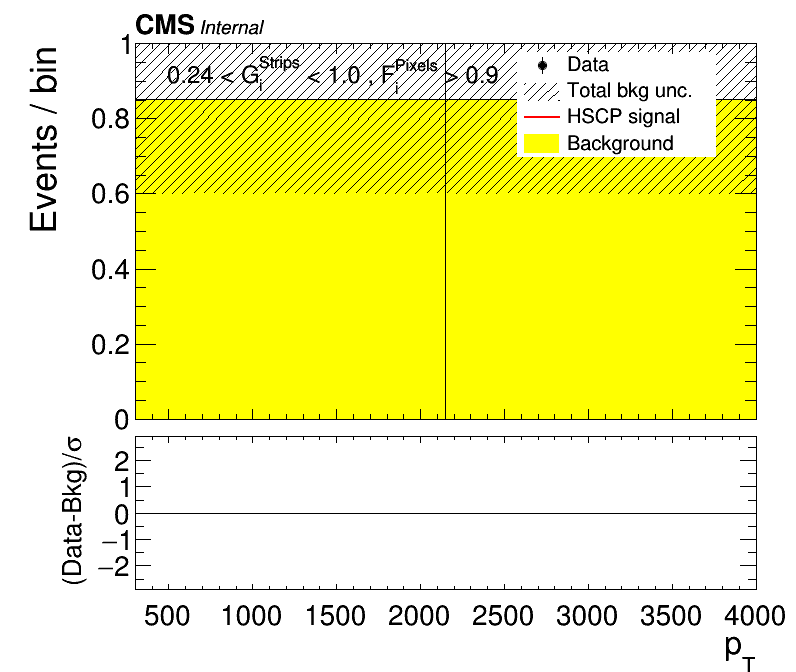 CMS Internal
Events / bin
1
0.8
0.6
0.4
0.2
0
0.24 < G_i^Strips < 1.0 , F_i^Pixels > 0.9
Data
Total bkg unc.
HSCP signal
Background
(Data-Bkg)/σ
2
1
0
−1
−2
500 1000 1500 2000 2500 3000 3500 4000
p_T